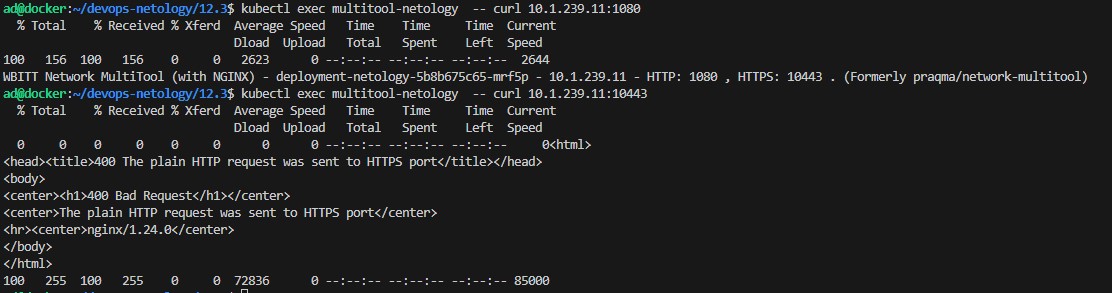 ad@docker:~/devops-netology/12.3$ kubectl exec multitool-netology  -- curl 10.1.239.11:1080
  % Total    % Received % Xferd  Average Speed   Time    Time     Time  Current
                                 Dload  Upload   Total   Spent    Left  Speed
100   156  100   156    0     0   2623      0 --:--:-- --:--:-- --:--:--  2644
WBITT Network MultiTool (with NGINX) - deployment-netology-5b8b675c65-mrf5p - 10.1.239.11 - HTTP: 1080 , HTTPS: 10443 . (Formerly praqma/network-multitool)
ad@docker:~/devops-netology/12.3$ kubectl exec multitool-netology  -- curl 10.1.239.11:10443
  % Total    % Received % Xferd  Average Speed   Time    Time     Time  Current
                                 Dload  Upload   Total   Spent    Left  Speed
  0     0    0     0    0     0      0      0 --:--:-- --:--:-- --:--:--     0<html>
<head><title>400 The plain HTTP request was sent to HTTPS port</title></head>
<body>
<center><h1>400 Bad Request</h1></center>
<center>The plain HTTP request was sent to HTTPS port</center>
<hr><center>nginx/1.24.0</center>
</body>
</html>
100   255  100   255    0     0  72836      0 --:--:-- --:--:-- --:--:-- 85000